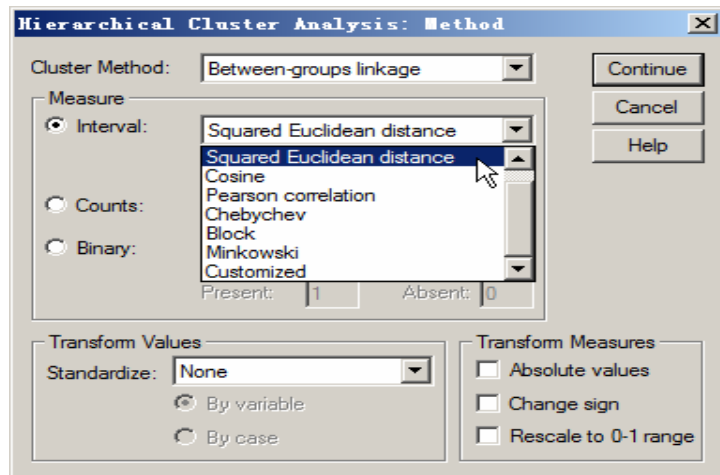 Hierarchical Cluster Analysis: Method
Cluster Method: Between-groups linkage
Continue
Cancel
Help
Measure
Interval: Squared Euclidean distance
Squared Euclidean distance
Cosine
Pearson correlation
Chebychev
Block
Minkowski
Customized
Counts:
Binary:
Present: 1 Absent: 0
Transform Values
Standardize: None
By variable
By case
Transform Measures
Absolute values
Change sign
Rescale to 0-1 range